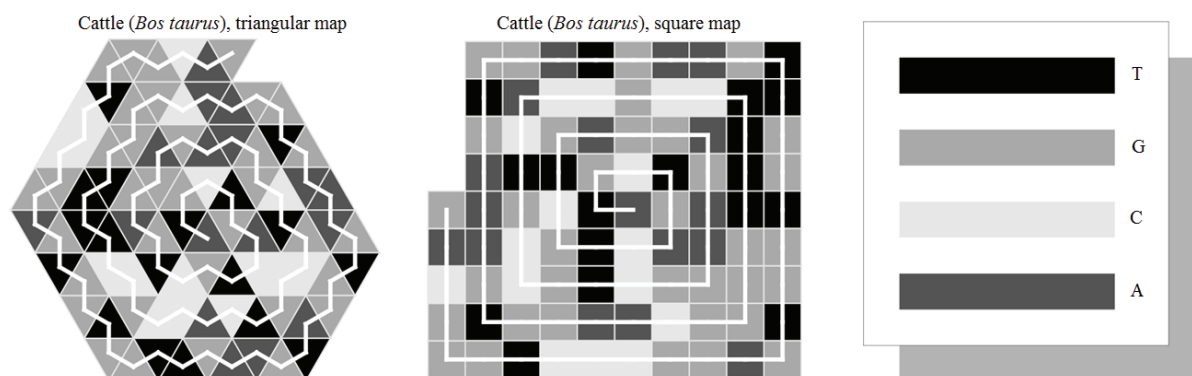 Cattle (Bos taurus), triangular map
Cattle (Bos taurus), square map
T
G
C
A